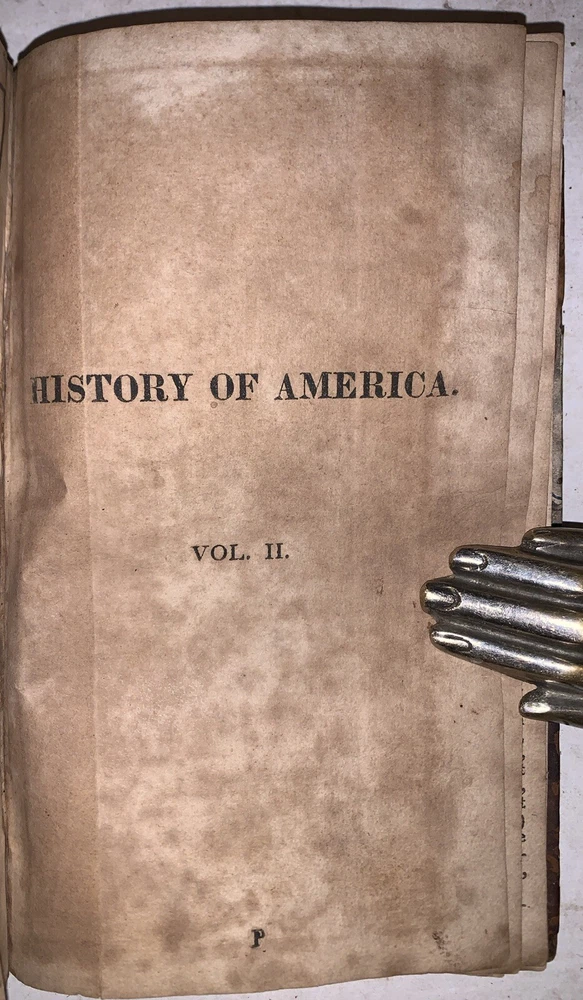 HISTORY OF AMERICA.
VOL. II.
P